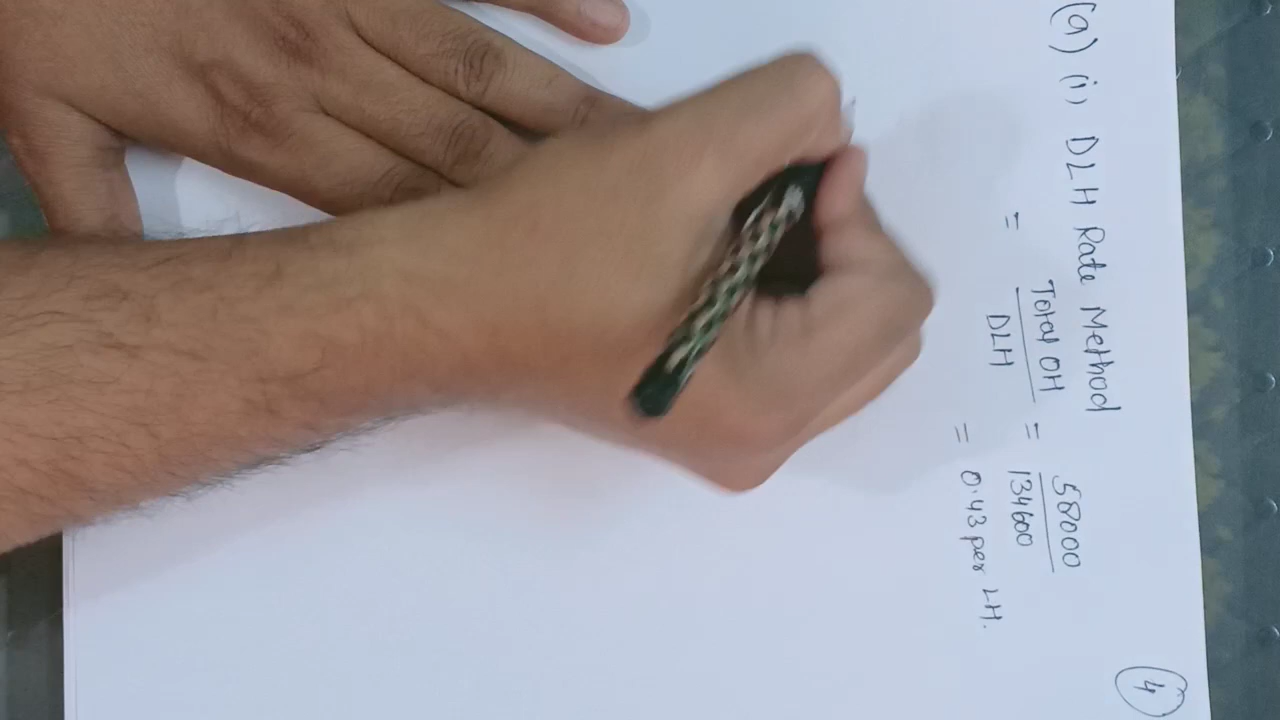 4
(a) (i) DLH Rate Method
= Total OH / DLH = 58000 / 134600
= 0.43 per LH.